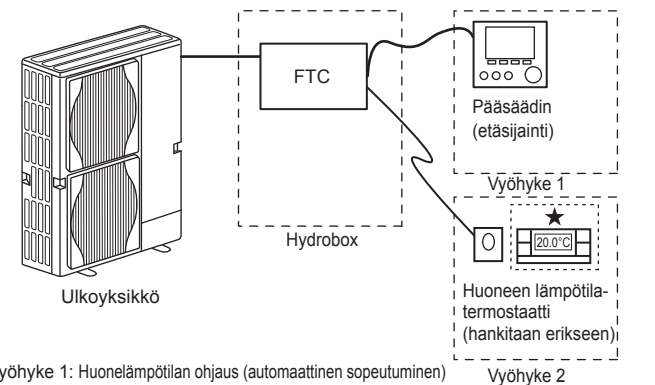 FTC
Pääsäädin
(etäsijainti)
Vyöhyke 1
Hydrobox
20.0°C
Ulkoyksikkö
Huoneen lämpötila-
termostaatti
(hankitaan erikseen)
yöhyke 1: Huonelämpötilan ohjaus (automaattinen sopeutuminen)
Vyöhyke 2